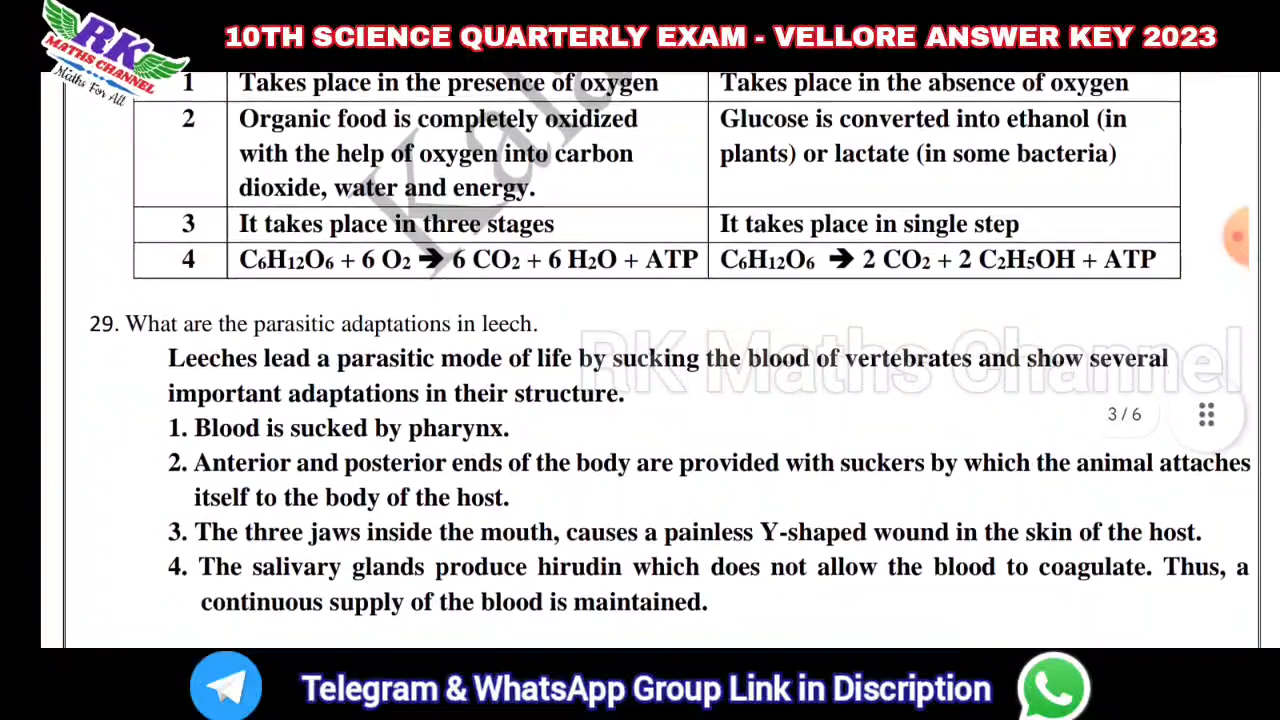 RK
MATHS CHANNEL
Maths For All
10TH SCIENCE QUARTERLY EXAM - VELLORE ANSWER KEY 2023
1 Takes place in the presence of oxygen Takes place in the absence of oxygen
2 Organic food is completely oxidized Glucose is converted into ethanol (in
with the help of oxygen into carbon plants) or lactate (in some bacteria)
dioxide, water and energy.
3 It takes place in three stages It takes place in single step
4 C₆H₁₂O₆ + 6 O₂ ➔ 6 CO₂ + 6 H₂O + ATP C₆H₁₂O₆ ➔ 2 CO₂ + 2 C₂H₅OH + ATP
29. What are the parasitic adaptations in leech.
RK Maths Channel
Leeches lead a parasitic mode of life by sucking the blood of vertebrates and show several
important adaptations in their structure.
3 / 6
1. Blood is sucked by pharynx.
2. Anterior and posterior ends of the body are provided with suckers by which the animal attaches
itself to the body of the host.
3. The three jaws inside the mouth, causes a painless Y-shaped wound in the skin of the host.
4. The salivary glands produce hirudin which does not allow the blood to coagulate. Thus, a
continuous supply of the blood is maintained.
Telegram & WhatsApp Group Link in Discription